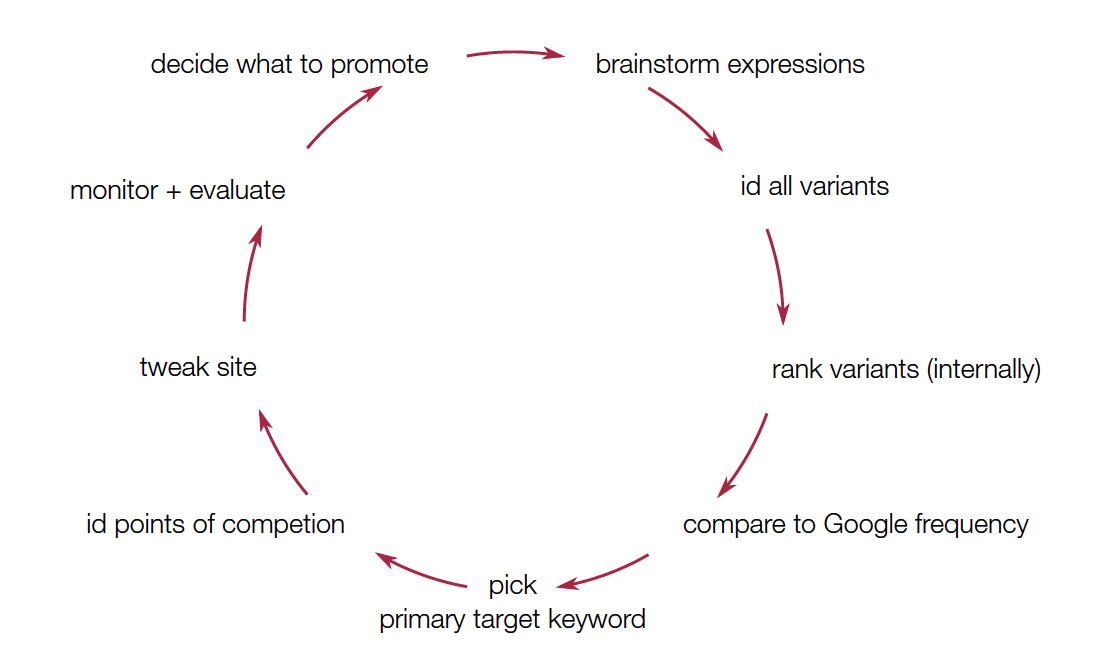 decide what to promote
brainstorm expressions
id all variants
rank variants (internally)
compare to Google frequency
pick
primary target keyword
id points of competion
tweak site
monitor + evaluate